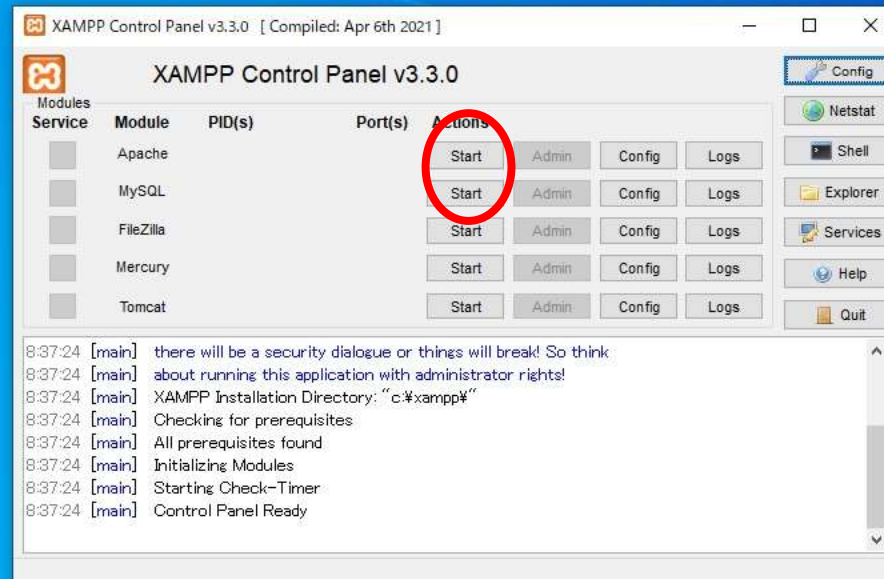 XAMPP Control Panel v3.3.0 [ Compiled: Apr 6th 2021 ]
XAMPP Control Panel v3.3.0
Config
Modules
Service Module PID(s) Port(s) Actions
Netstat
Apache Start Admin Config Logs
Shell
MySQL Start Admin Config Logs
Explorer
FileZilla Start Admin Config Logs
Services
Mercury Start Admin Config Logs
Help
Tomcat Start Admin Config Logs
Quit
8:37:24 [main] there will be a security dialogue or things will break! So think
8:37:24 [main] about running this application with administrator rights!
8:37:24 [main] XAMPP Installation Directory: "c:¥xampp¥"
8:37:24 [main] Checking for prerequisites
8:37:24 [main] All prerequisites found
8:37:24 [main] Initializing Modules
8:37:24 [main] Starting Check-Timer
8:37:24 [main] Control Panel Ready